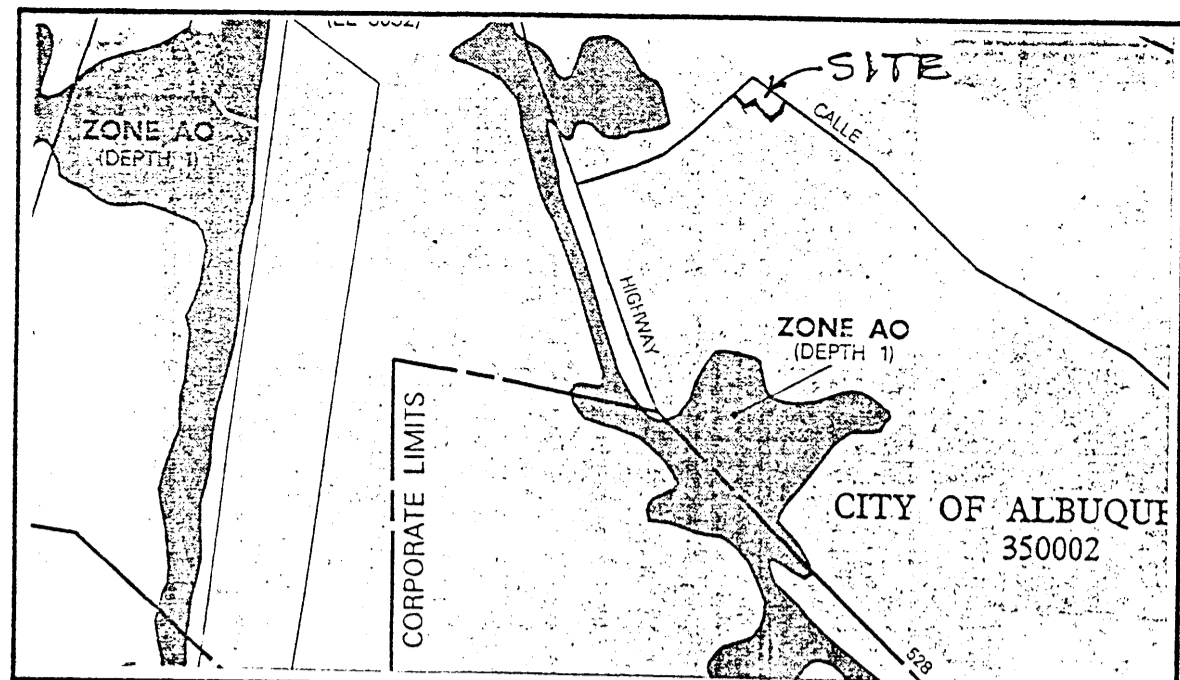 SITE
CALLE
ZONE AO
(DEPTH 1)
HIGHWAY
ZONE AO
(DEPTH 1)
CORPORATE LIMITS
CITY OF ALBUQUE
350002
528